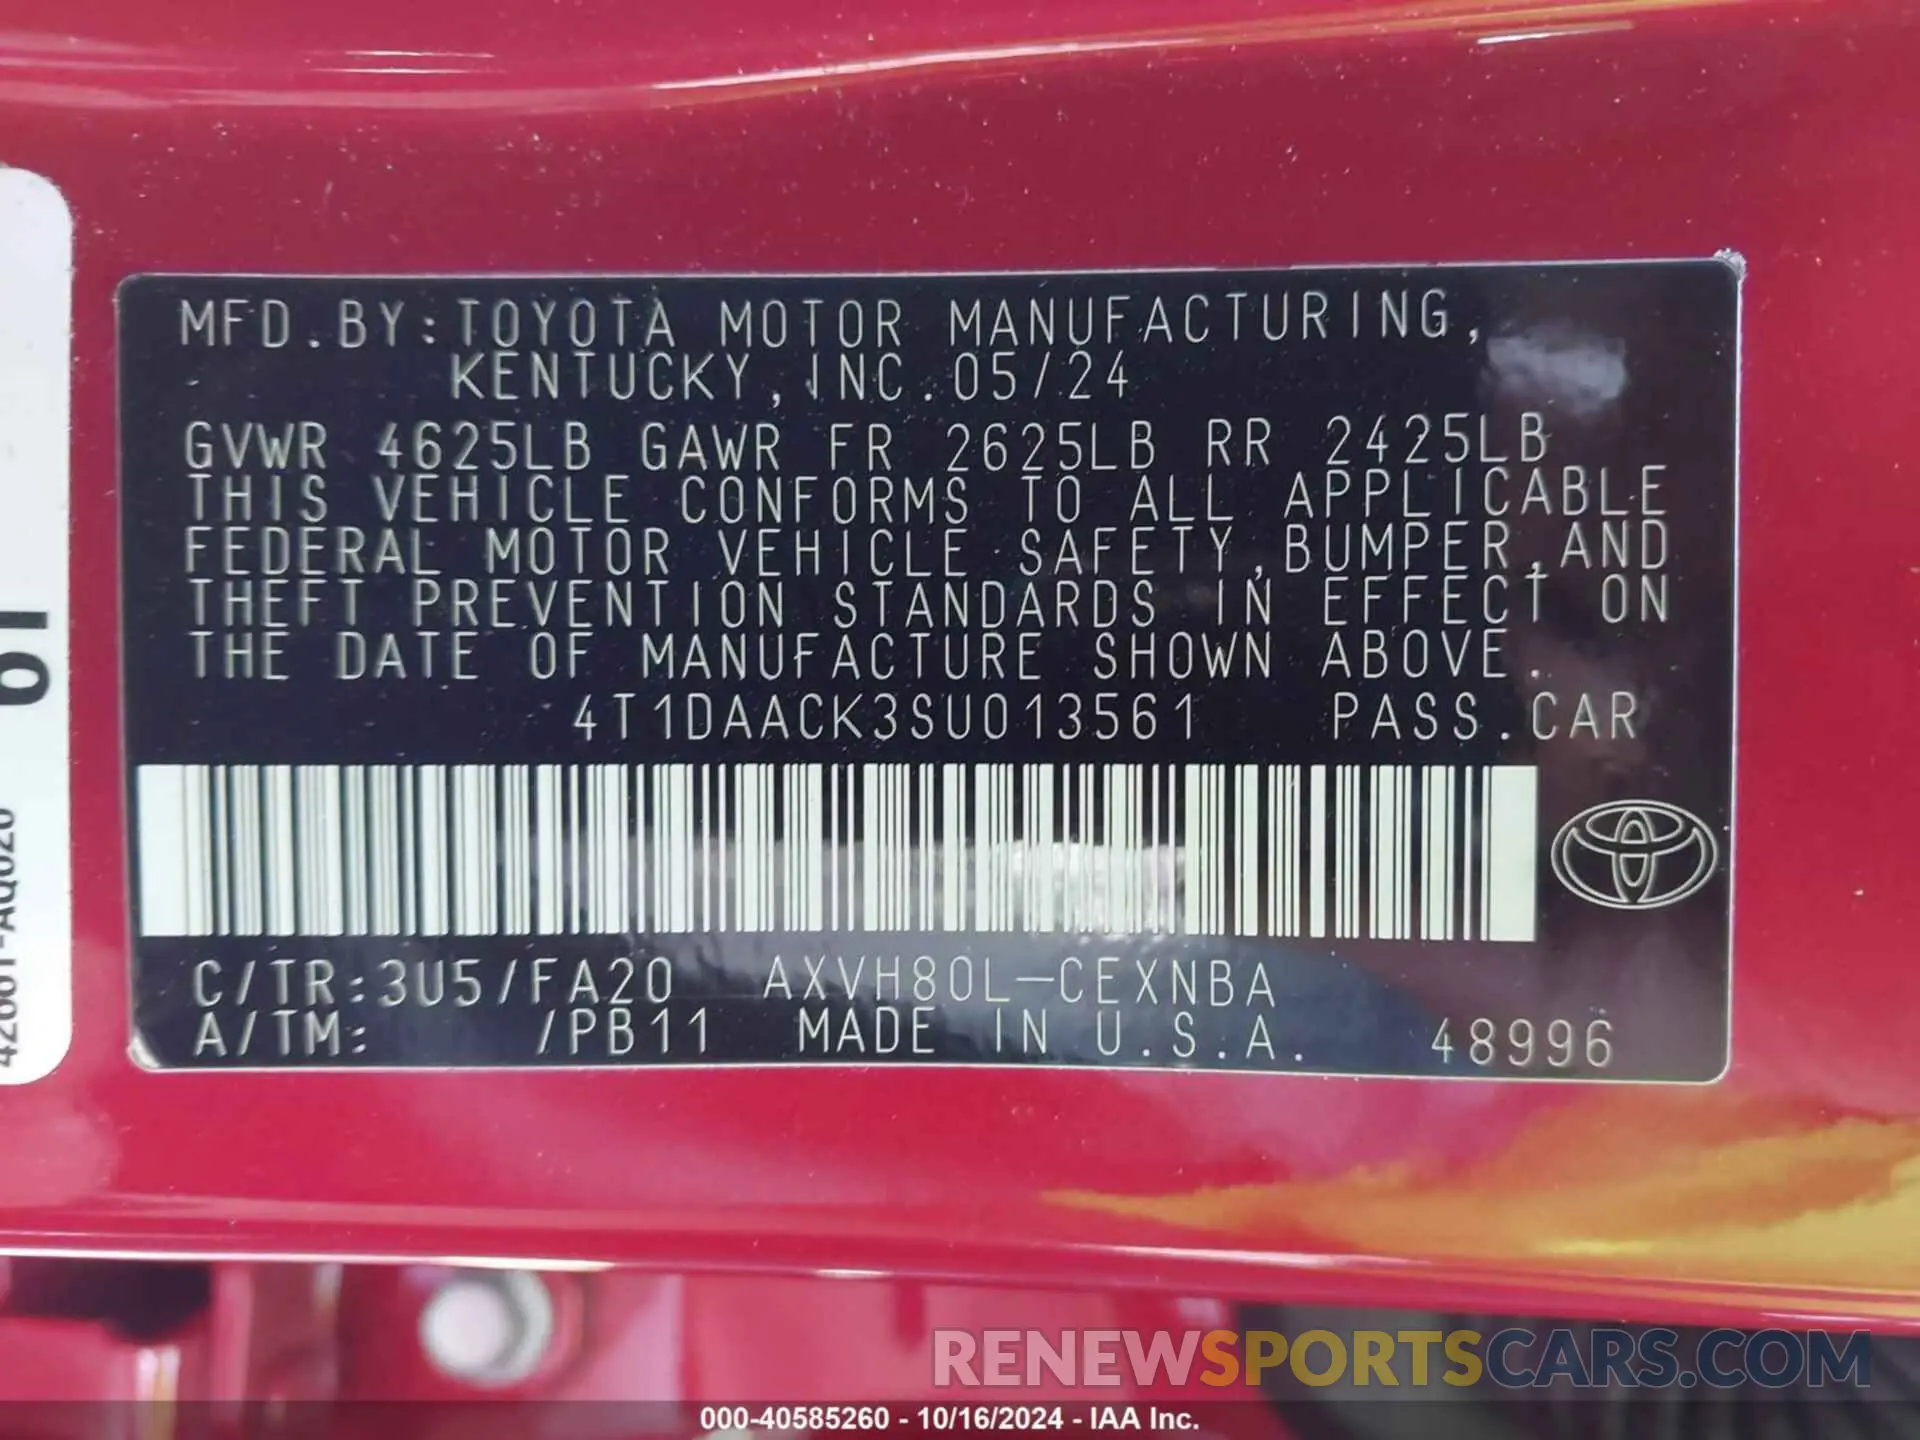 MFD.BY:TOYOTA MOTOR MANUFACTURING,
KENTUCKY,INC.05/24
GVWR 4625LB GAWR FR 2625LB RR 2425LB
THIS VEHICLE CONFORMS TO ALL APPLICABLE
FEDERAL MOTOR VEHICLE SAFETY,BUMPER,AND
THEFT PREVENTION STANDARDS IN EFFECT ON
THE DATE OF MANUFACTURE SHOWN ABOVE.
4T1DAACK3SU013561 PASS.CAR
C/TR:3U5/FA20 AXVH80L-CEXNBA
A/TM: /PB11 MADE IN U.S.A. 48996
RENEWSPORTSCARS.COM
000-40585260 - 10/16/2024 - IAA Inc.